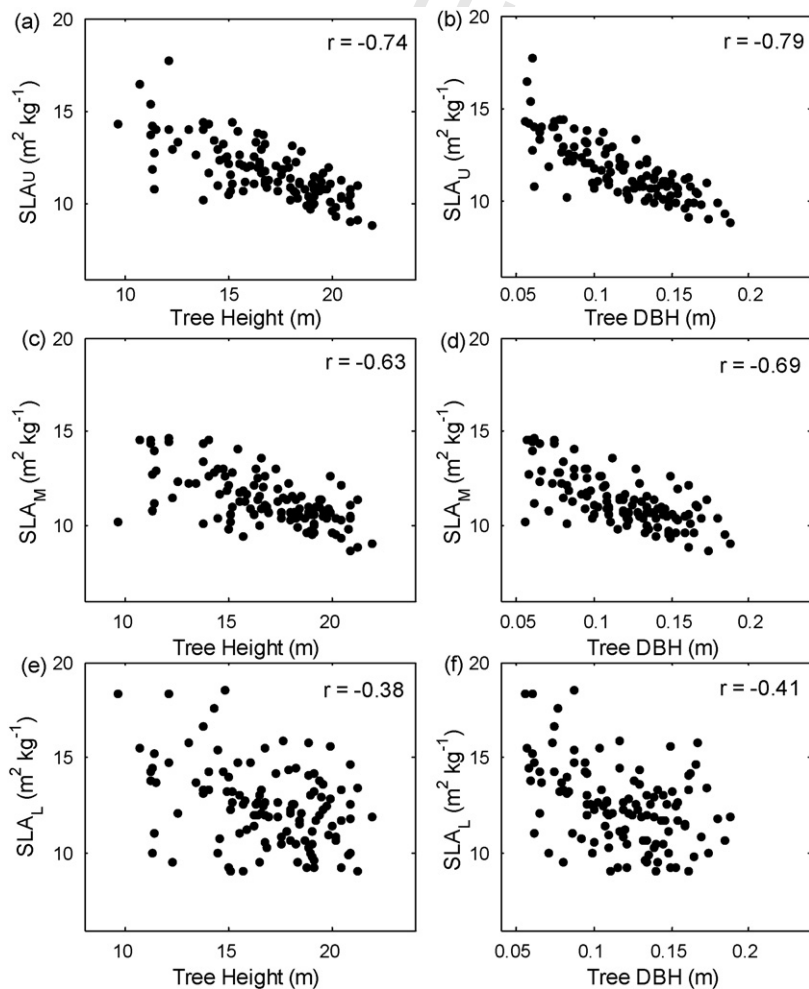 (a)
r = -0.74
20
15
10
SLAU (m² kg⁻¹)
10 15 20
Tree Height (m)
(b)
r = -0.79
20
15
10
SLA_U (m² kg⁻¹)
0.05 0.1 0.15 0.2
Tree DBH (m)
(c)
r = -0.63
20
15
10
SLA_M (m² kg⁻¹)
10 15 20
Tree Height (m)
(d)
r = -0.69
20
15
10
SLA_M (m² kg⁻¹)
0.05 0.1 0.15 0.2
Tree DBH (m)
(e)
r = -0.38
20
15
10
SLA_L (m² kg⁻¹)
10 15 20
Tree Height (m)
(f)
r = -0.41
20
15
10
SLA_L (m² kg⁻¹)
0.05 0.1 0.15 0.2
Tree DBH (m)